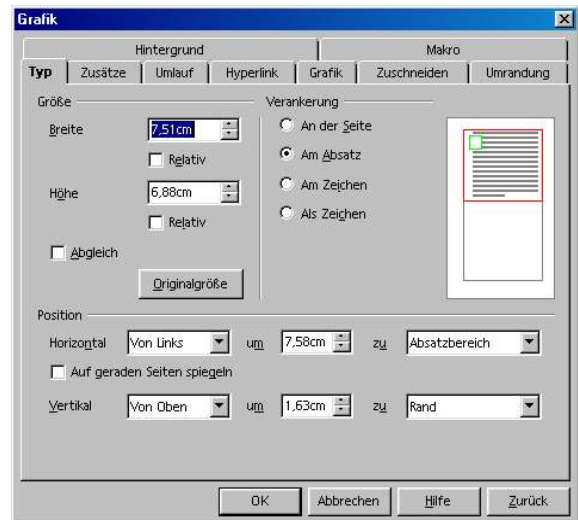 Grafik
Hintergrund Makro
Typ Zusätze Umlauf Hyperlink Grafik Zuschneiden Umrandung
Größe Verankerung
Breite 7,51cm An der Seite
Relativ Am Absatz
Höhe 6,88cm Am Zeichen
Relativ Als Zeichen
Abgleich
Originalgröße
Position
Horizontal Von Links um 7,58cm zu Absatzbereich
Auf geraden Seiten spiegeln
Vertikal Von Oben um 1,63cm zu Rand
OK Abbrechen Hilfe Zurück